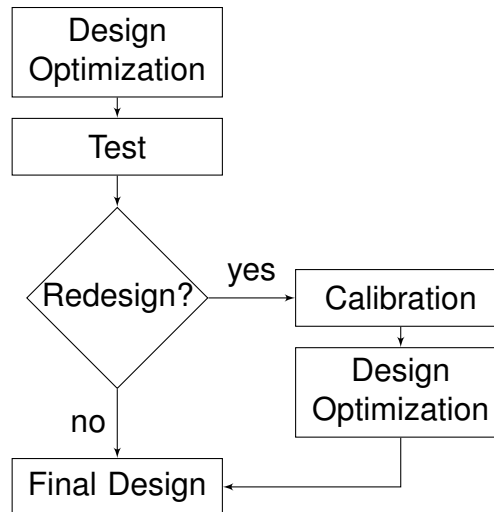 Design
Optimization
Test
Redesign?
yes
Calibration
Design
Optimization
no
Final Design